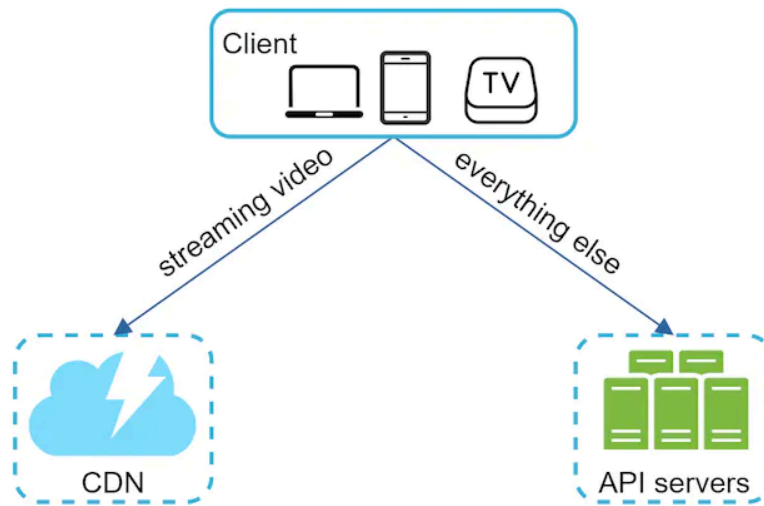 Client
TV
streaming video
everything else
CDN
API servers